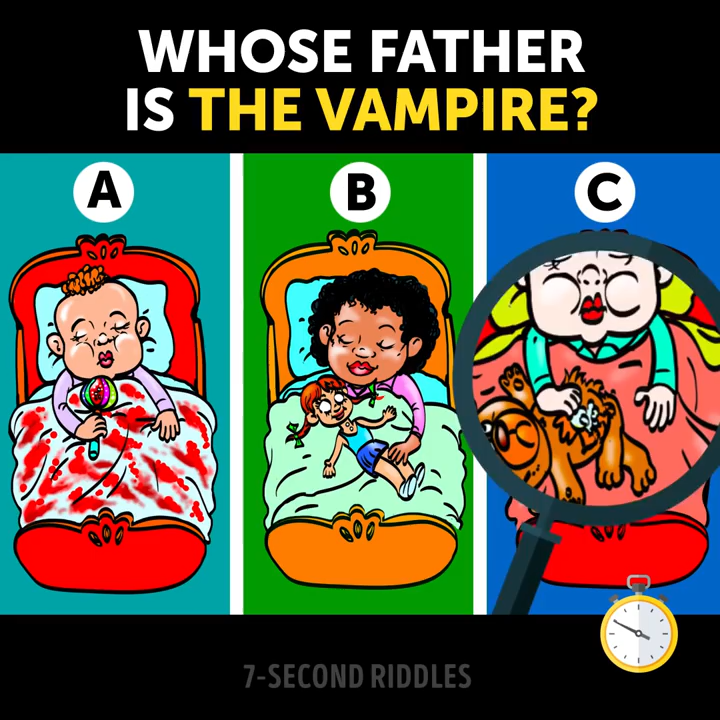 WHOSE FATHER
IS THE VAMPIRE?
A
B
C
7-SECOND RIDDLES